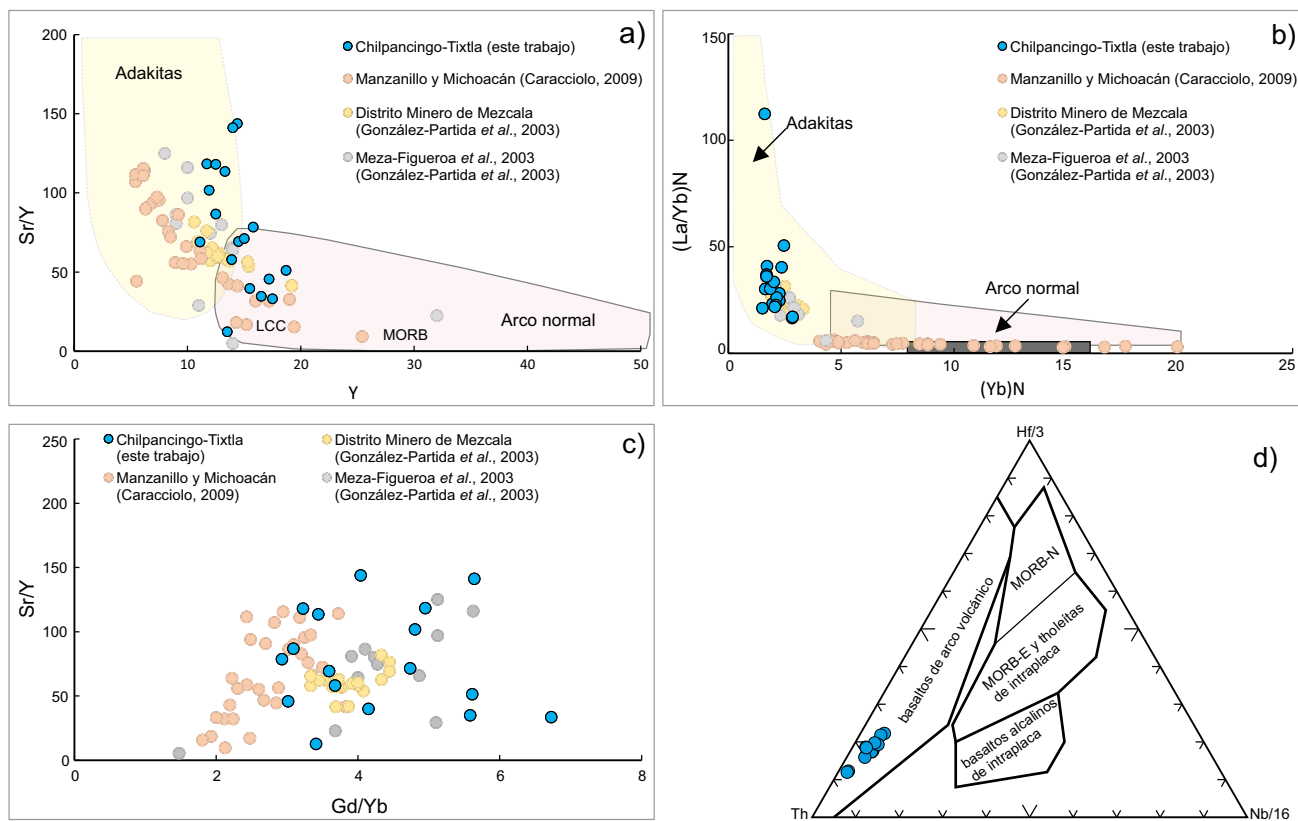 a)
200
150
100
50
0
Sr/Y
0
10
20
30
40
50
Y
Adakitas
Chilpancingo-Tixtla (este trabajo)
Manzanillo y Michoacán (Caracciolo, 2009)
Distrito Minero de Mezcala
(González-Partida et al., 2003)
Meza-Figueroa et al., 2003
(González-Partida et al., 2003)
LCC
MORB
Arco normal
b)
150
100
50
0
(La/Yb)N
0
5
10
15
20
25
(Yb)N
Chilpancingo-Tixtla (este trabajo)
Manzanillo y Michoacán (Caracciolo, 2009)
Distrito Minero de Mezcala
(González-Partida et al., 2003)
Meza-Figueroa et al., 2003
(González-Partida et al., 2003)
Adakitas
Arco normal
c)
250
200
150
100
50
0
Sr/Y
0
2
4
6
8
Gd/Yb
Chilpancingo-Tixtla
(este trabajo)
Manzanillo y Michoacán
(Caracciolo, 2009)
Distrito Minero de Mezcala
(González-Partida et al., 2003)
Meza-Figueroa et al., 2003
(González-Partida et al., 2003)
d)
Hf/3
MORB-N
basaltos de arco volcánico
MORB-E y tholeítas
de intraplaca
basaltos alcalinos
de intraplaca
Th
Nb/16